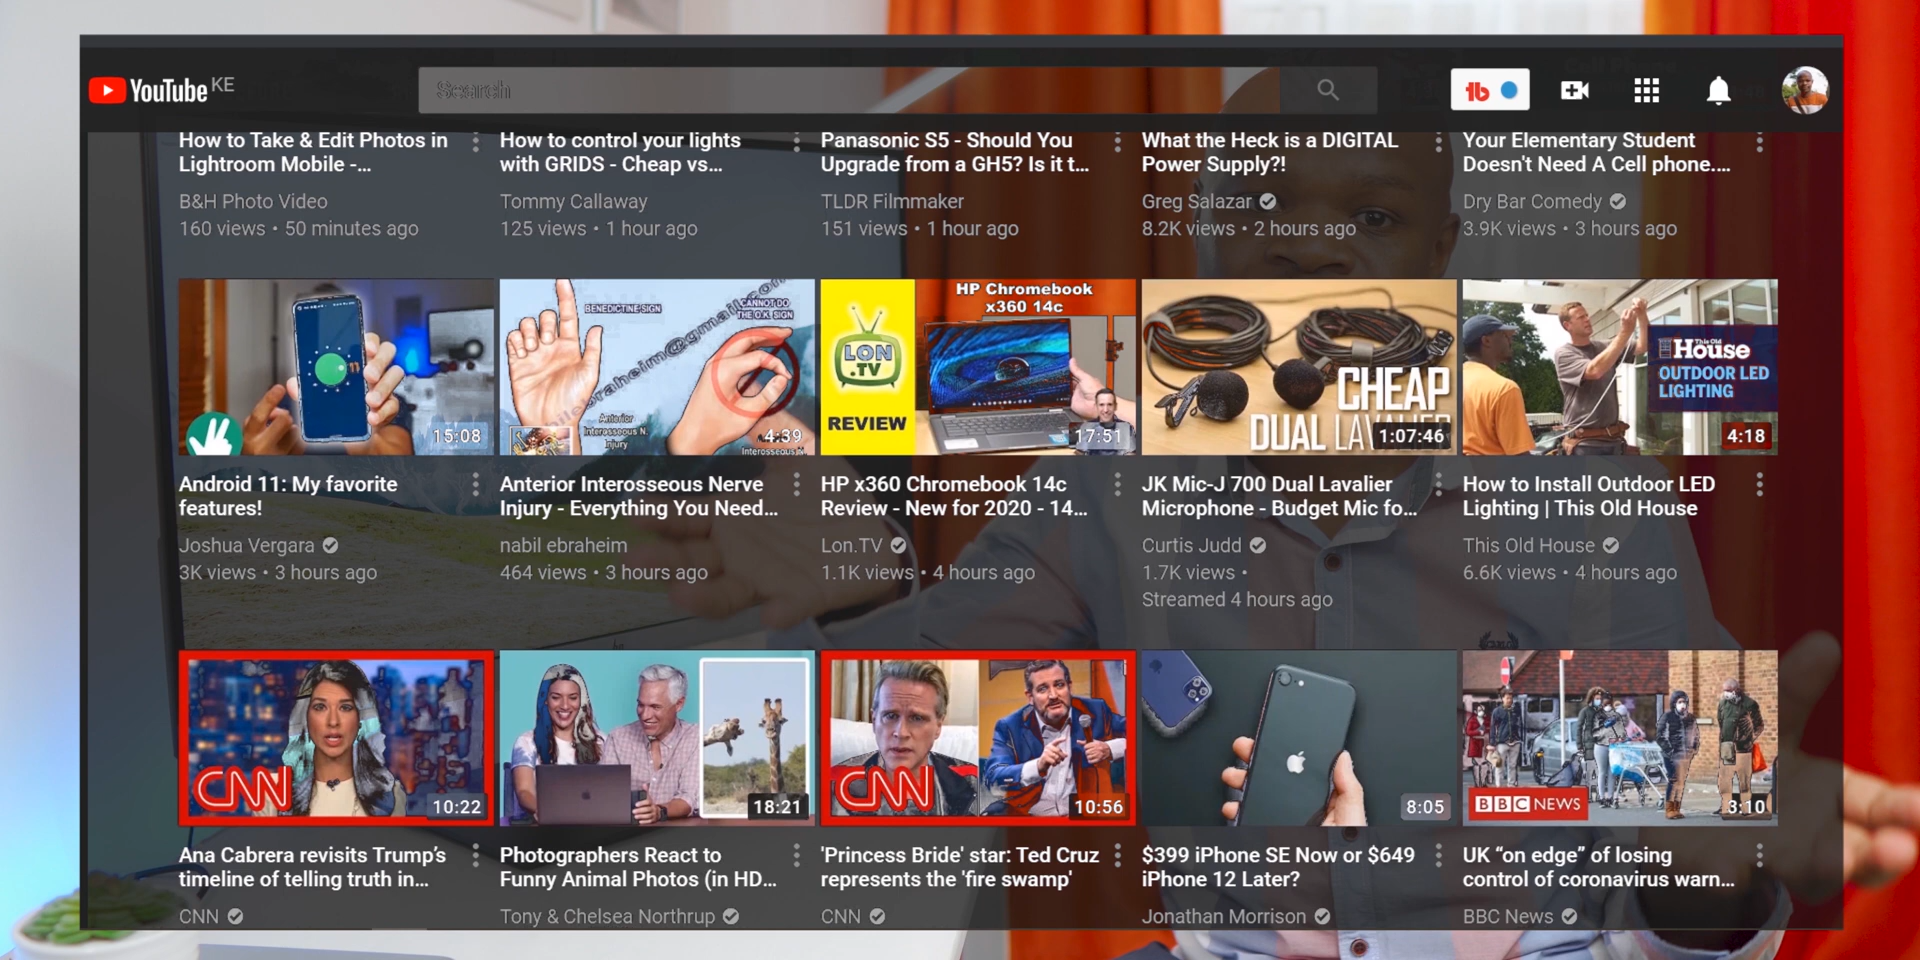 YouTube KE
Search
How to Take & Edit Photos in
Lightroom Mobile -...
B&H Photo Video
160 views • 50 minutes ago
How to control your lights
with GRIDS - Cheap vs...
Tommy Callaway
125 views • 1 hour ago
Panasonic S5 - Should You
Upgrade from a GH5? Is it t...
TLDR Filmmaker
151 views • 1 hour ago
What the Heck is a DIGITAL
Power Supply?!
Greg Salazar
8.2K views • 2 hours ago
Your Elementary Student
Doesn't Need A Cell phone....
Dry Bar Comedy
3.9K views • 3 hours ago
11
15:08
Android 11: My favorite
features!
Joshua Vergara
3K views • 3 hours ago
BENEDICTINE SIGN
CANNOT DO
THE O.K. SIGN
Anterior
Interosseous N.
Injury
4:39
Interosseous N.
Anterior Interosseous Nerve
Injury - Everything You Need...
nabil ebraheim
464 views • 3 hours ago
LON
.TV
REVIEW
HP Chromebook
x360 14c
17:51
HP x360 Chromebook 14c
Review - New for 2020 - 14...
Lon.TV
1.1K views • 4 hours ago
CHEAP
DUAL LAVALIER
1:07:46
JK Mic-J 700 Dual Lavalier
Microphone - Budget Mic fo...
Curtis Judd
1.7K views •
Streamed 4 hours ago
This Old
House
OUTDOOR LED
LIGHTING
4:18
How to Install Outdoor LED
Lighting | This Old House
This Old House
6.6K views • 4 hours ago
CNN
10:22
Ana Cabrera revisits Trump’s
timeline of telling truth in...
CNN
18:21
Photographers React to
Funny Animal Photos (in HD...
Tony & Chelsea Northrup
CNN
10:56
'Princess Bride' star: Ted Cruz
represents the 'fire swamp'
CNN
8:05
$399 iPhone SE Now or $649
iPhone 12 Later?
Jonathan Morrison
BBC NEWS
3:10
UK “on edge” of losing
control of coronavirus warn...
BBC News